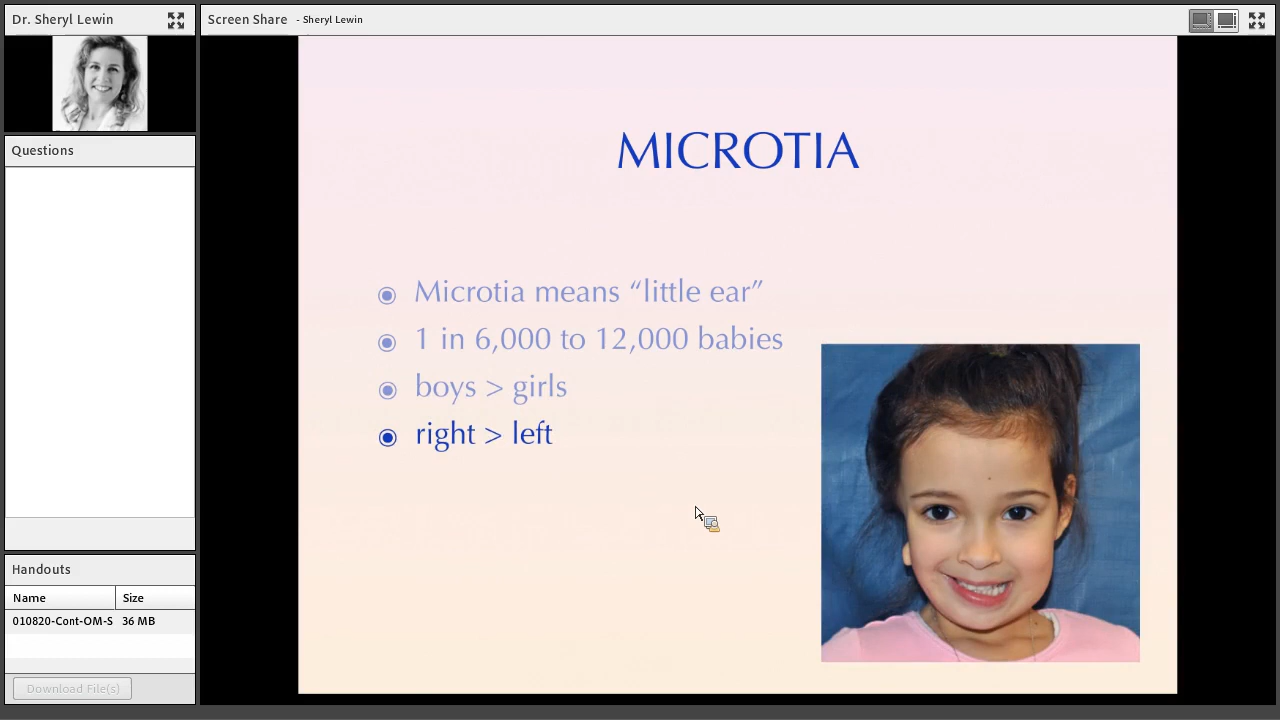 Dr. Sheryl Lewin
Screen Share - Sheryl Lewin
Questions
MICROTIA
Microtia means “little ear”
1 in 6,000 to 12,000 babies
boys > girls
right > left
Handouts
Name Size
010820-Cont-OM-S 36 MB
Download File(s)